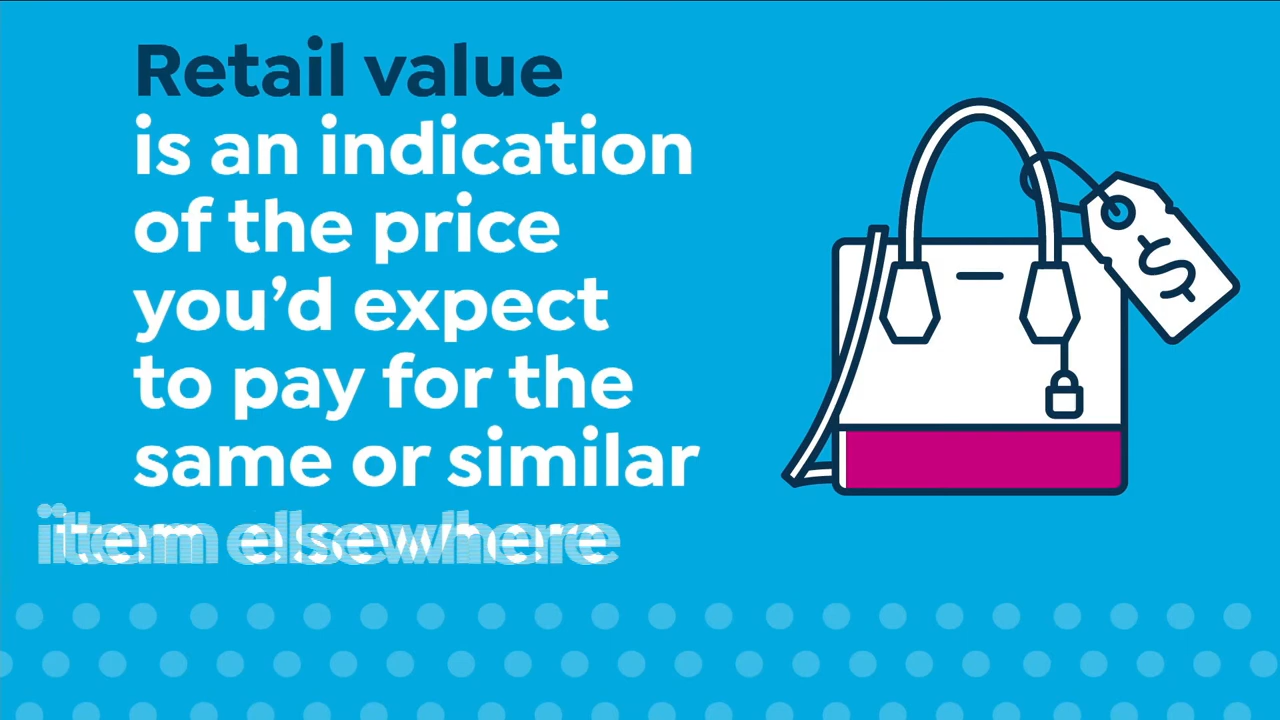 Retail value
is an indication
of the price
you’d expect
to pay for the
same or similar
item elsewhere
$